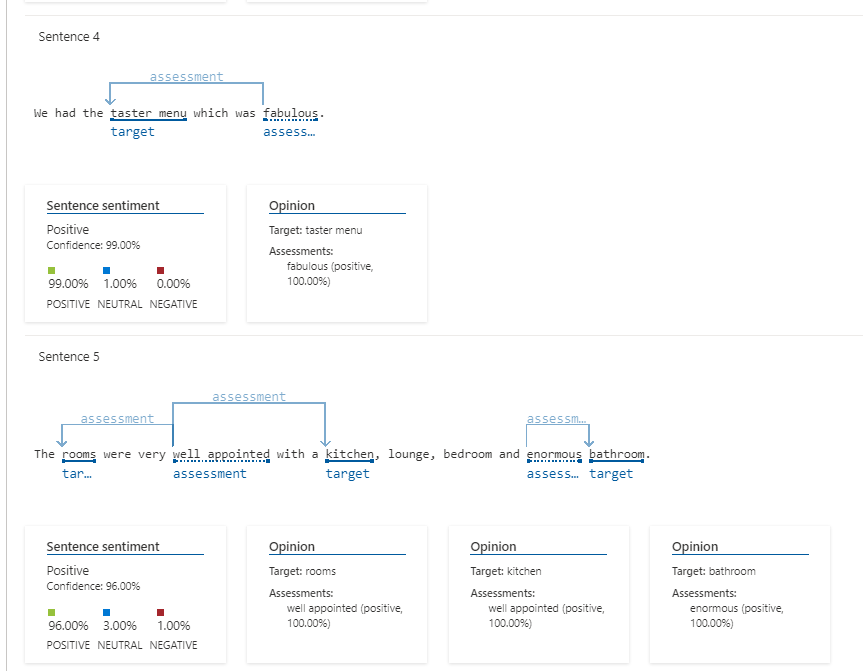 Sentence 4
assessment
We had the taster menu which was fabulous.
target assess...
Sentence sentiment
Positive
Confidence: 99.00%
99.00% 1.00% 0.00%
POSITIVE NEUTRAL NEGATIVE
Opinion
Target: taster menu
Assessments:
fabulous (positive,
100.00%)
Sentence 5
assessment
assessment assessm...
The rooms were very well appointed with a kitchen, lounge, bedroom and enormous bathroom.
tar... assessment target assess... target
Sentence sentiment
Positive
Confidence: 96.00%
96.00% 3.00% 1.00%
POSITIVE NEUTRAL NEGATIVE
Opinion
Target: rooms
Assessments:
well appointed (positive,
100.00%)
Opinion
Target: kitchen
Assessments:
well appointed (positive,
100.00%)
Opinion
Target: bathroom
Assessments:
enormous (positive,
100.00%)